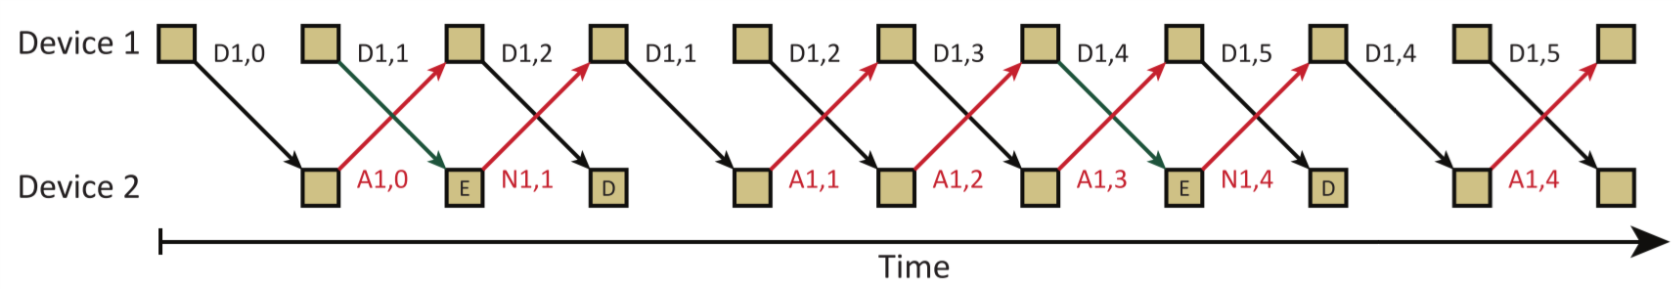 Device 1 D1,0 D1,1 D1,2 D1,1 D1,2 D1,3 D1,4 D1,5 D1,4 D1,5
A1,0 N1,1 A1,1 A1,2 A1,3 N1,4 A1,4
Device 2 E D E D
Time